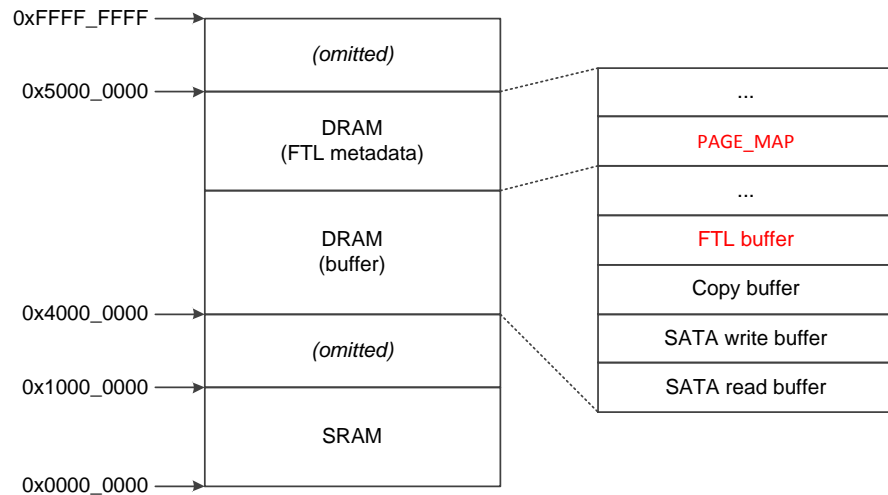 0xFFFF_FFFF
(omitted)
0x5000_0000
DRAM
(FTL metadata)
DRAM
(buffer)
0x4000_0000
(omitted)
0x1000_0000
SRAM
0x0000_0000
...
PAGE_MAP
...
FTL buffer
Copy buffer
SATA write buffer
SATA read buffer